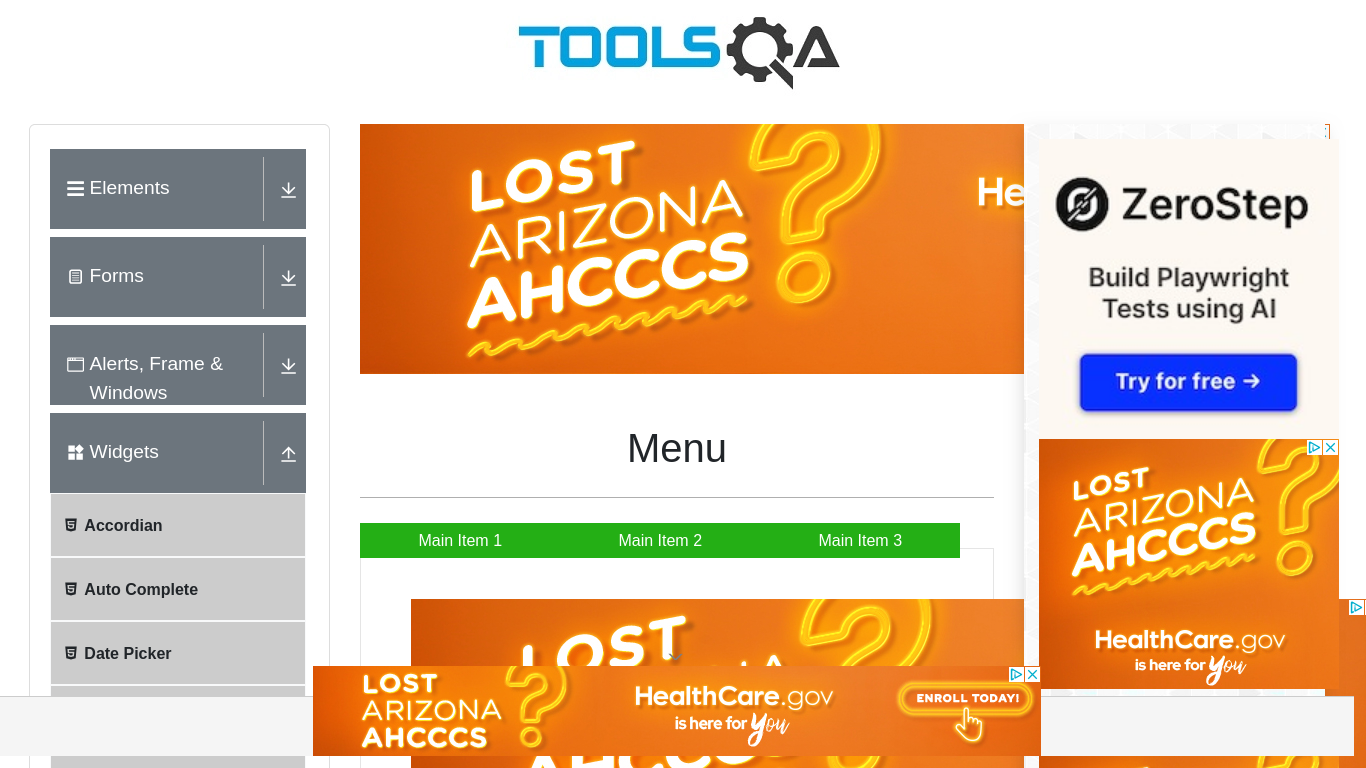 TOOLSQA
Elements
Forms
Alerts, Frame &
Windows
Widgets
Accordian
Auto Complete
Date Picker
LOST
ARIZONA
AHCCCS
?
He
Menu
Main Item 1
Main Item 2
Main Item 3
LOST
?
ZeroStep
Build Playwright
Tests using AI
Try for free →
LOST
ARIZONA
AHCCCS
?
HealthCare.gov
is here for You
LOST
ARIZONA
AHCCCS
?
HealthCare.gov
is here for You
ENROLL TODAY!
AHCCCS